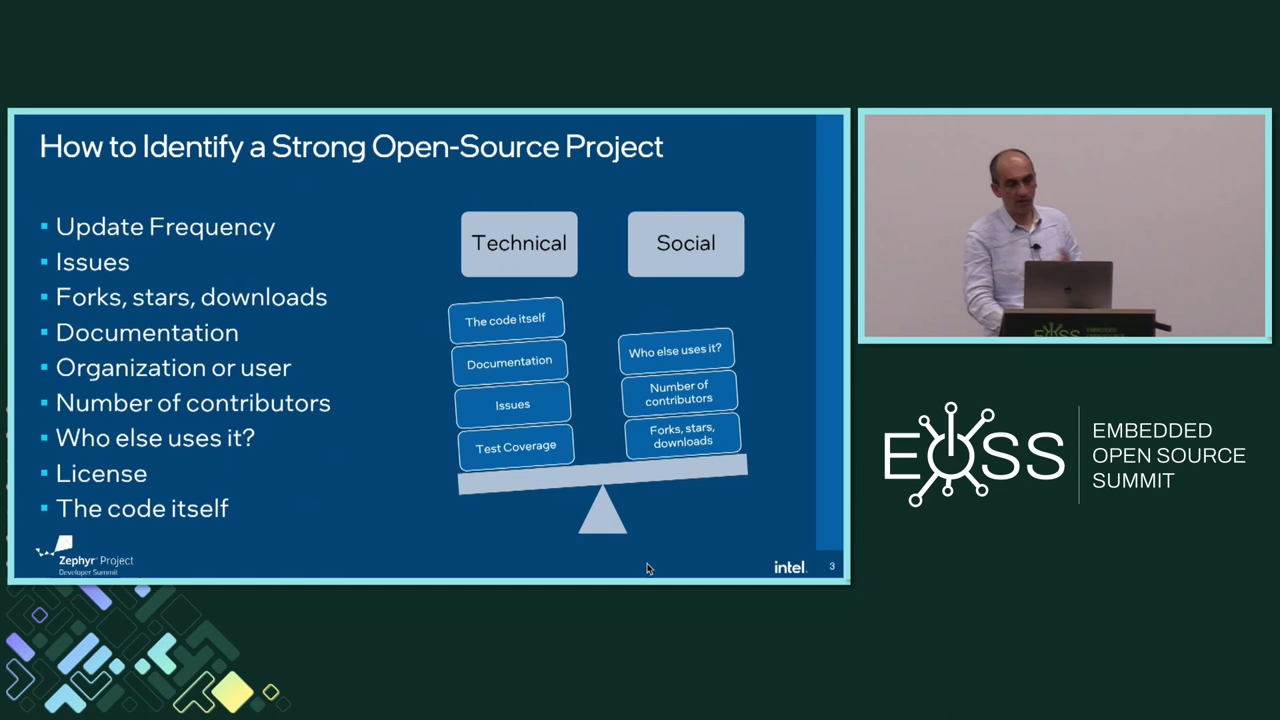 How to Identify a Strong Open-Source Project
Update Frequency
Issues
Forks, stars, downloads
Documentation
Organization or user
Number of contributors
Who else uses it?
License
The code itself
Technical
The code itself
Documentation
Issues
Test Coverage
Social
Who else uses it?
Number of
contributors
Forks, stars,
downloads
Zephyr Project
Developer Summit
intel.
3
EOSS
EOSS
EMBEDDED
OPEN SOURCE
SUMMIT